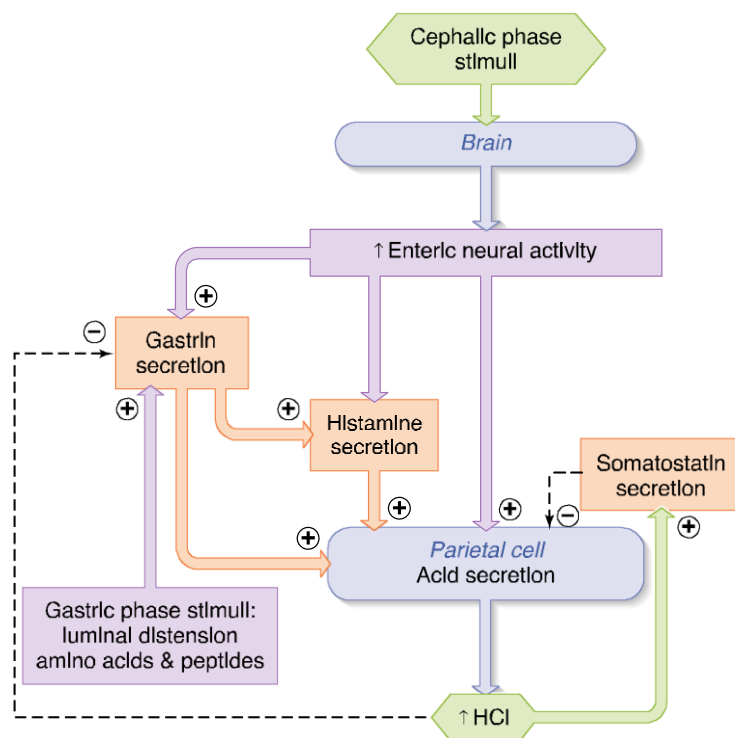 Cephalic phase
stimuli
Brain
↑ Enteric neural activity
+
−
Gastrin
secretion
+
+
Histamine
secretion
Somatostatin
secretion
+
+
−
+
+
Parietal cell
Acid secretion
Gastric phase stimuli:
luminal distension
amino acids & peptides
↑ HCl